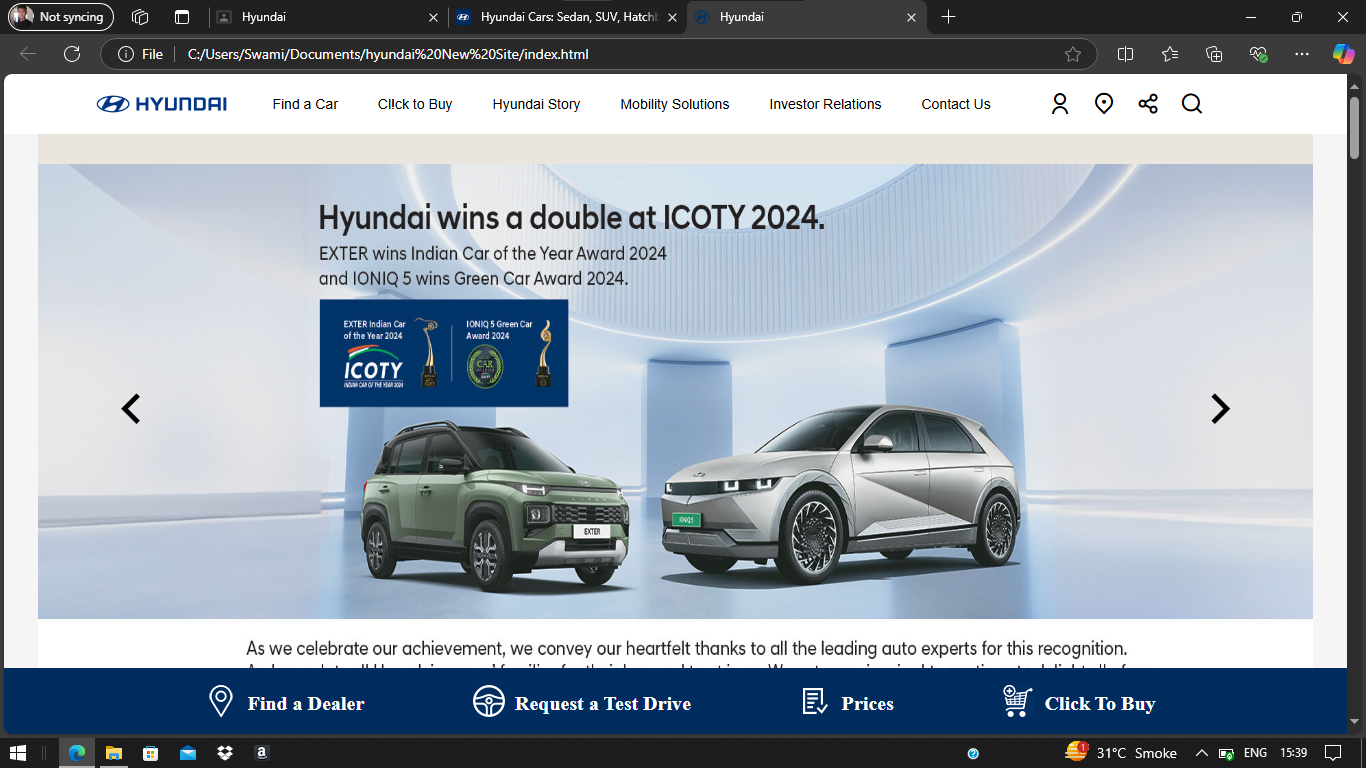 Not syncing
Hyundai
Hyundai Cars: Sedan, SUV, Hatchb
Hyundai
File
C:/Users/Swami/Documents/hyundai%20New%20Site/index.html
HYUNDAI
Find a Car
Cl!ck to Buy
Hyundai Story
Mobility Solutions
Investor Relations
Contact Us
Hyundai wins a double at ICOTY 2024.
EXTER wins Indian Car of the Year Award 2024
and IONIQ 5 wins Green Car Award 2024.
EXTER Indian Car
of the Year 2024
ICOTY
INDIAN CAR OF THE YEAR 2024
IONIQ 5 Green Car
Award 2024
CAR
EXTER
IONIQ5
As we celebrate our achievement, we convey our heartfelt thanks to all the leading auto experts for this recognition.
Find a Dealer
Request a Test Drive
Prices
Click To Buy
a
1
31°C Smoke
ENG
15:39